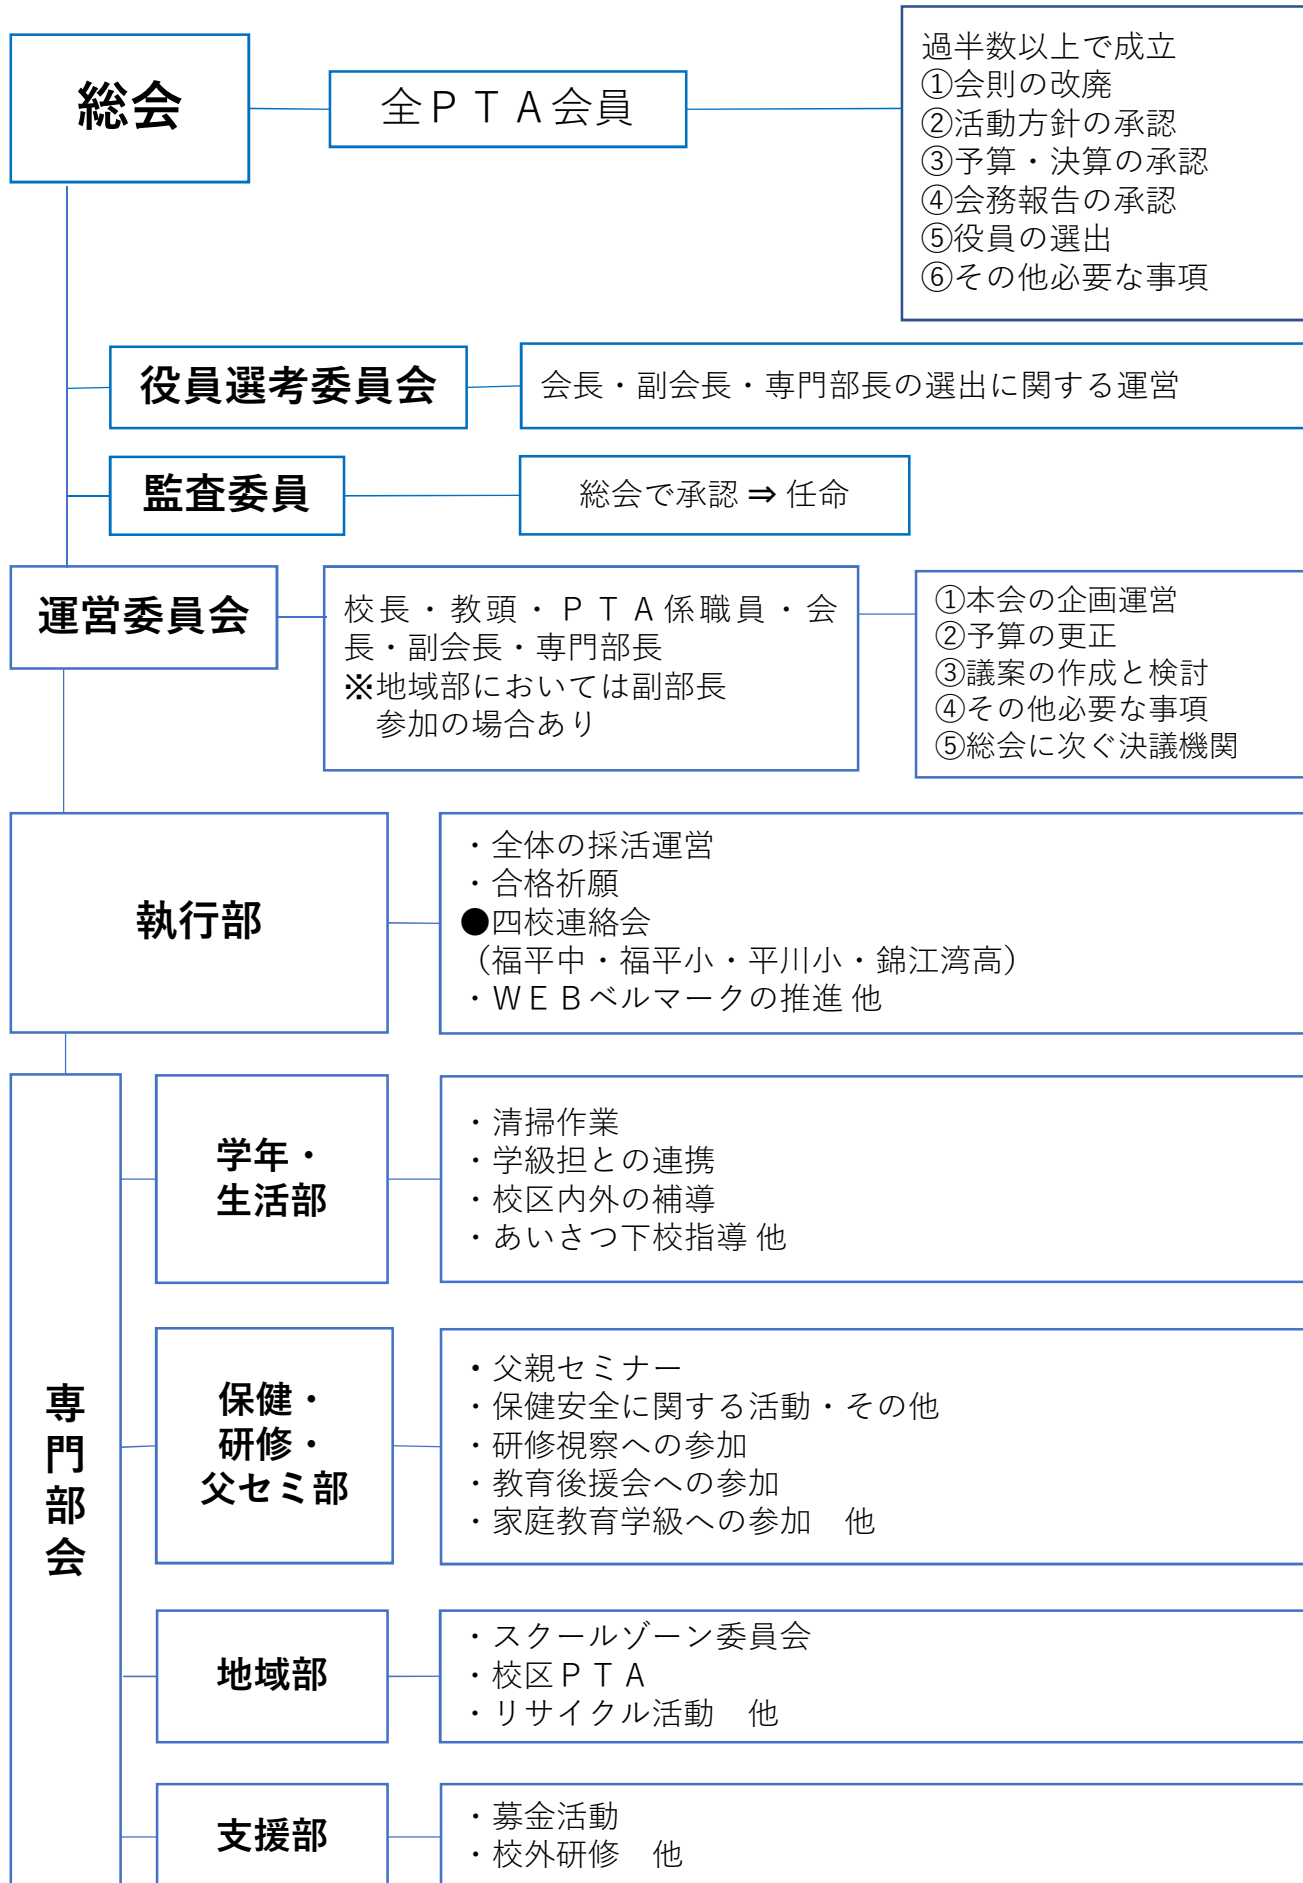 総会
全ＰＴＡ会員
過半数以上で成立
①会則の改廃
②活動方針の承認
③予算・決算の承認
④会務報告の承認
⑤役員の選出
⑥その他必要な事項
役員選考委員会
会長・副会長・専門部長の選出に関する運営
監査委員
総会で承認 ⇒ 任命
運営委員会
校長・教頭・ＰＴＡ係職員・会
長・副会長・専門部長
※地域部においては副部長
参加の場合あり
①本会の企画運営
②予算の更正
③議案の作成と検討
④その他必要な事項
⑤総会に次ぐ決議機関
執行部
・全体の採活運営
・合格祈願
●四校連絡会
（福平中・福平小・平川小・錦江湾高）
・ＷＥＢベルマークの推進 他
専門部会
学年・
生活部
・清掃作業
・学級担との連携
・校区内外の補導
・あいさつ下校指導 他
保健・
研修・
父セミ部
・父親セミナー
・保健安全に関する活動・その他
・研修視察への参加
・教育後援会への参加
・家庭教育学級への参加　他
地域部
・スクールゾーン委員会
・校区ＰＴＡ
・リサイクル活動　他
支援部
・募金活動
・校外研修　他